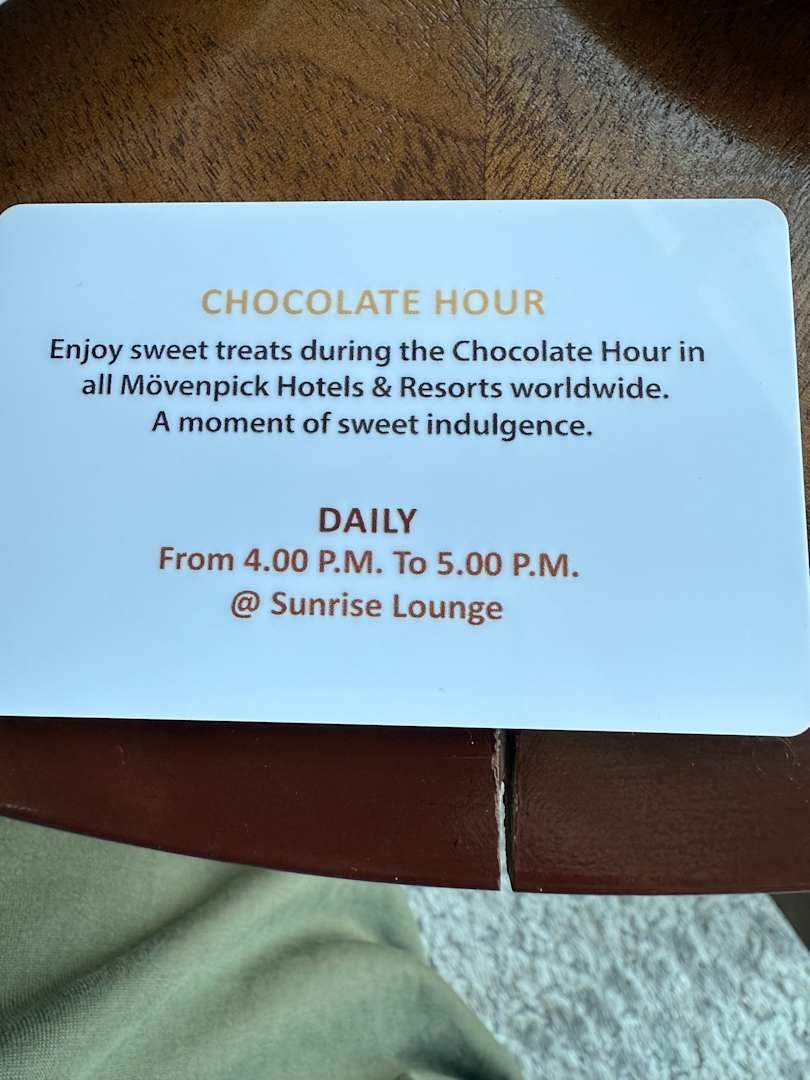 CHOCOLATE HOUR
Enjoy sweet treats during the Chocolate Hour in
all Mövenpick Hotels & Resorts worldwide.
A moment of sweet indulgence.
DAILY
From 4.00 P.M. To 5.00 P.M.
@ Sunrise Lounge